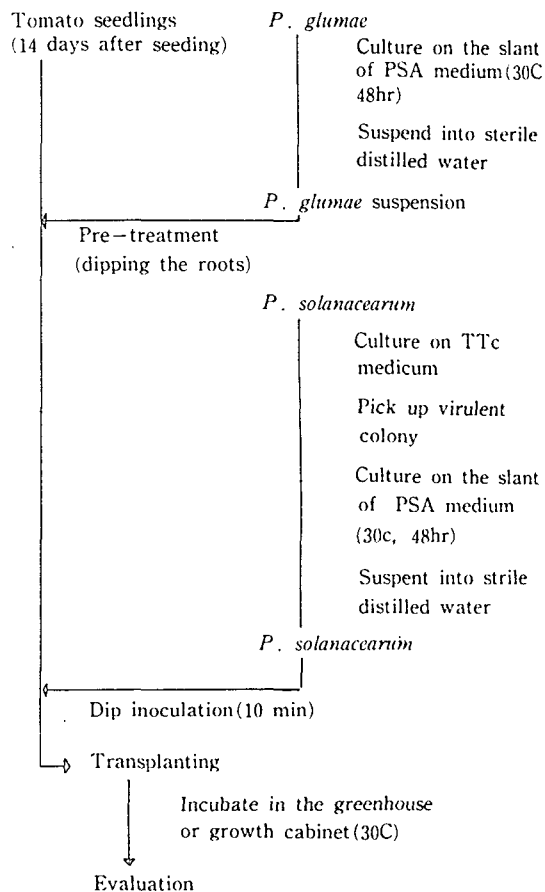 Tomato seedlings
(14 days after seeding)
P. glumae
Culture on the slant
of PSA medium(30C
48hr)
Suspend into sterile
distilled water
P. glumae suspension
Pre-treatment
(dipping the roots)
P. solanacearum
Culture on TTc
medicum
Pick up virulent
colony
Culture on the slant
of PSA medium
(30c, 48hr)
Suspent into strile
distilled water
P. solanacearum
Dip inoculation(10 min)
Transplanting
Incubate in the greenhouse
or growth cabinet(30C)
Evaluation